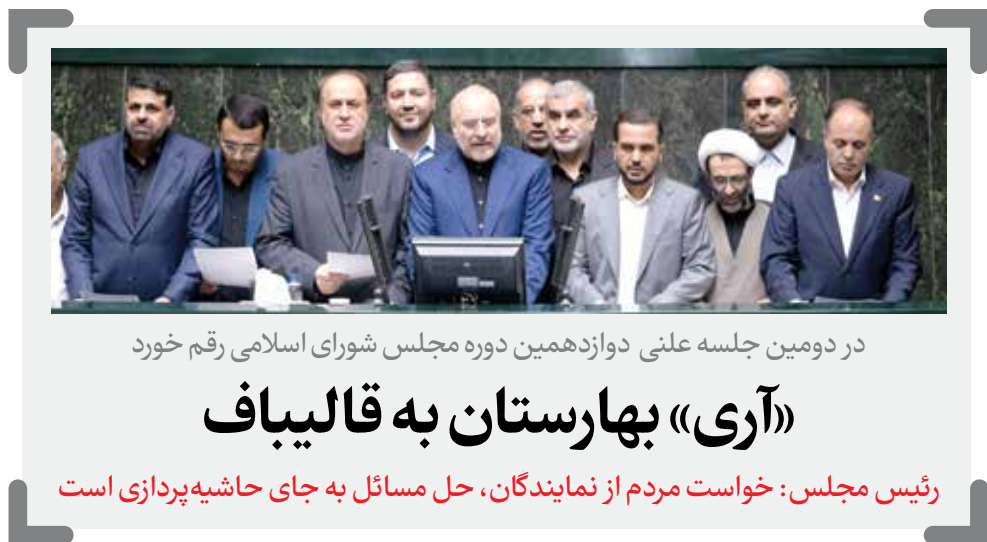 در دومین جلسه علنی دوازدهمین دوره مجلس شورای اسلامی رقم خورد
«آری» بهارستان به قالیباف
رئیس مجلس: خواست مردم از نمایندگان، حل مسائل به جای حاشیه‌پردازی است